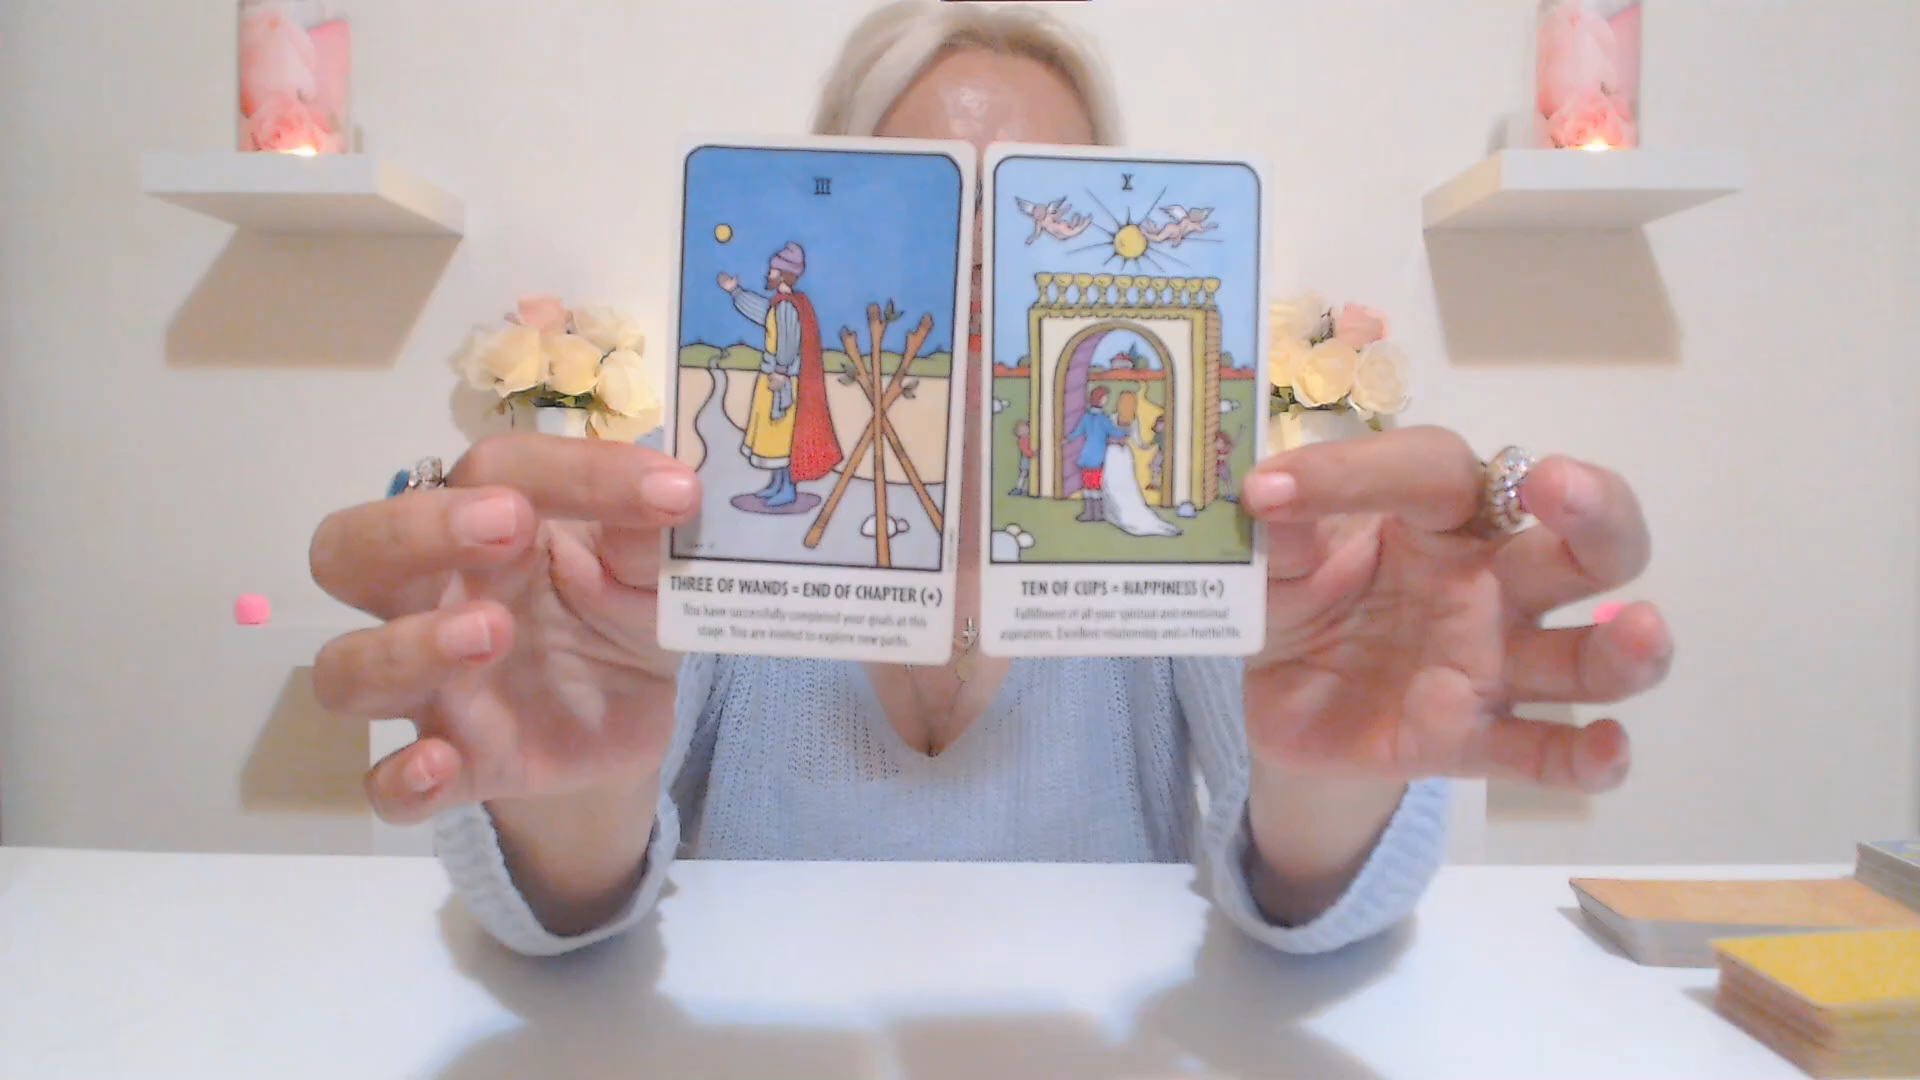 III
THREE OF WANDS = END OF CHAPTER (+)
You have successfully completed your goals at this
stage. You are invited to explore new paths.
X
TEN OF CUPS = HAPPINESS (+)
Fulfillment of all your spiritual and emotional
aspirations. Excellent relationship and a fruitful life.